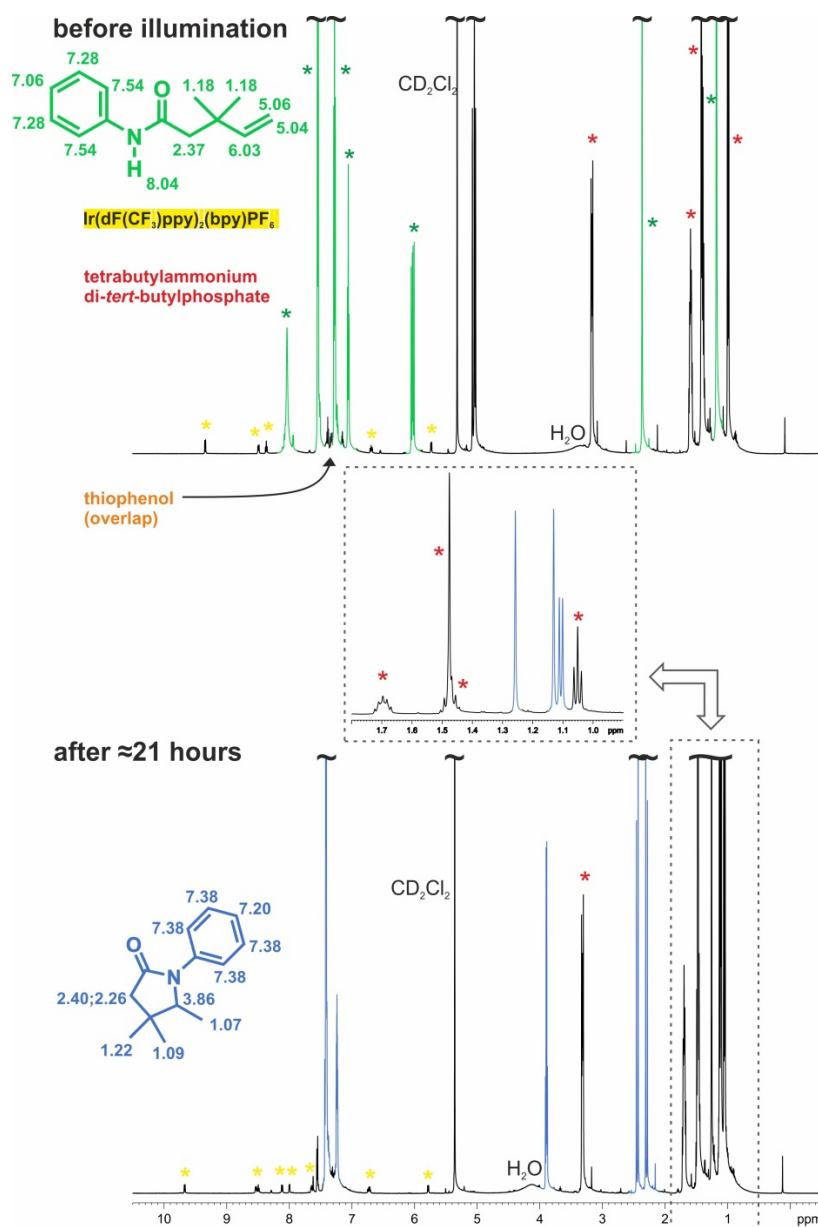 before illumination
7.28
7.06
7.54
O
1.18 1.18
5.06
5.04
7.28
7.54
N
H
2.37
6.03
8.04
CD2Cl2
Ir(dF(CF3)ppy)2(bpy)PF6
tetrabutylammonium
di-tert-butylphosphate
H2O
* * * * * * * * * * * * * * * * *
thiophenol
(overlap)
* * * *
1.7 1.6 1.5 1.4 1.3 1.2 1.1 1.0 ppm
after ≈21 hours
CD2Cl2
7.38
7.20
7.38
7.38
7.38
O
N
2.40;2.26
3.86
1.07
1.22
1.09
H2O
* * * * * * * *
10 9 8 7 6 5 4 3 2 1 ppm